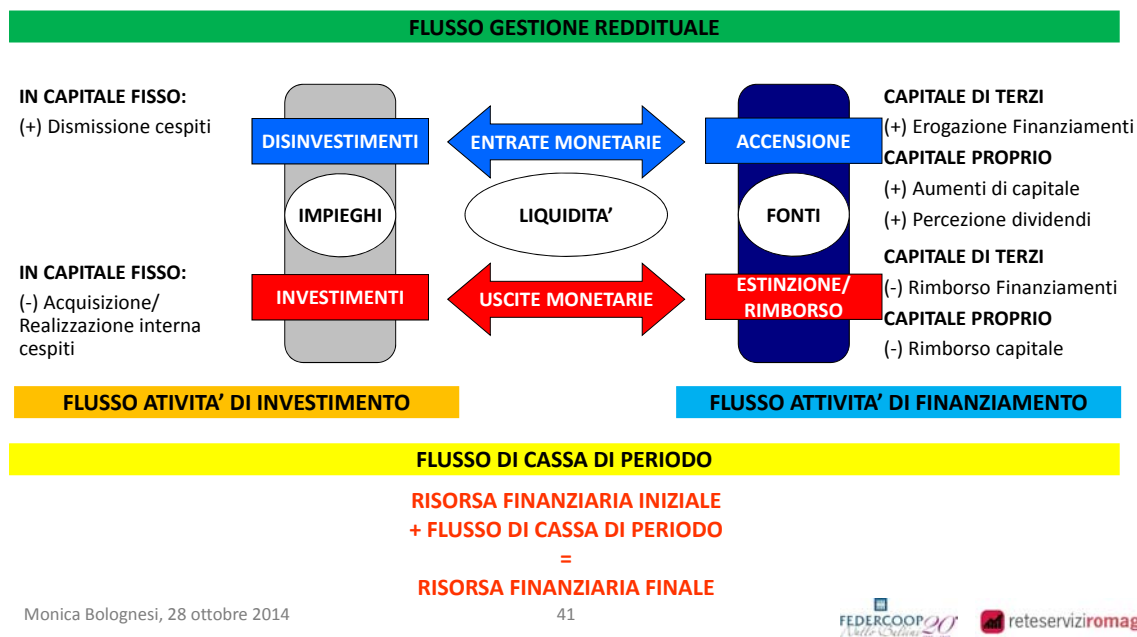 FLUSSO GESTIONE REDDITUALE
IN CAPITALE FISSO:
(+) Dismissione cespiti
DISINVESTIMENTI
ENTRATE MONETARIE
ACCENSIONE
CAPITALE DI TERZI
(+) Erogazione Finanziamenti
CAPITALE PROPRIO
(+) Aumenti di capitale
(+) Percezione dividendi
IMPIEGHI
LIQUIDITA’
FONTI
IN CAPITALE FISSO:
(-) Acquisizione/
Realizzazione interna
cespiti
INVESTIMENTI
USCITE MONETARIE
ESTINZIONE/
RIMBORSO
CAPITALE DI TERZI
(-) Rimborso Finanziamenti
CAPITALE PROPRIO
(-) Rimborso capitale
FLUSSO ATIVITA’ DI INVESTIMENTO
FLUSSO ATTIVITA’ DI FINANZIAMENTO
FLUSSO DI CASSA DI PERIODO
RISORSA FINANZIARIA INIZIALE
+ FLUSSO DI CASSA DI PERIODO
=
RISORSA FINANZIARIA FINALE
Monica Bolognesi, 28 ottobre 2014
41
FEDERCOOP 20
reteserviziromag